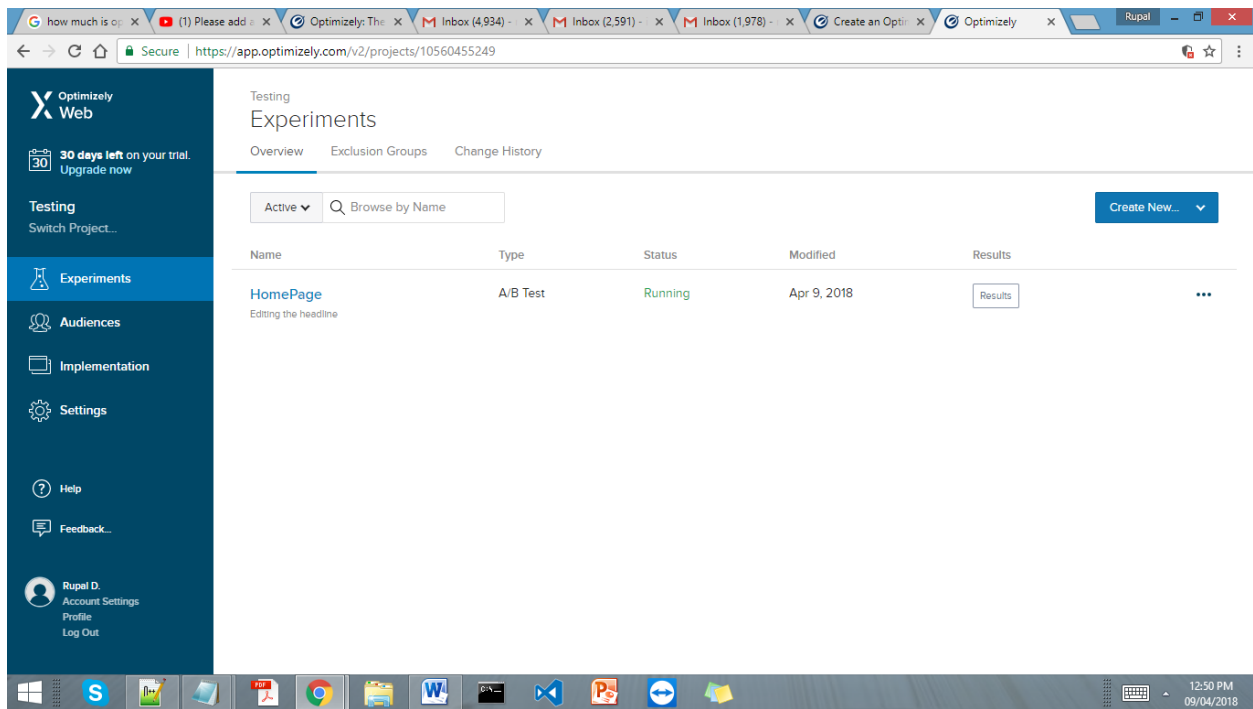 how much is op
(1) Please add a
Optimizely: The
Inbox (4,934) -
Inbox (2,591) -
Inbox (1,978) -
Create an Optim
Optimizely
Rupal
Secure | https://app.optimizely.com/v2/projects/10560455249
Optimizely
Web
30
30 days left on your trial.
Upgrade now
Testing
Switch Project...
Experiments
Audiences
Implementation
Settings
Help
Feedback...
Rupal D.
Account Settings
Profile
Log Out
Testing
Experiments
Overview Exclusion Groups Change History
Active Browse by Name
Create New...
Name Type Status Modified Results
HomePage A/B Test Running Apr 9, 2018 Results
Editing the headline
12:50 PM
09/04/2018